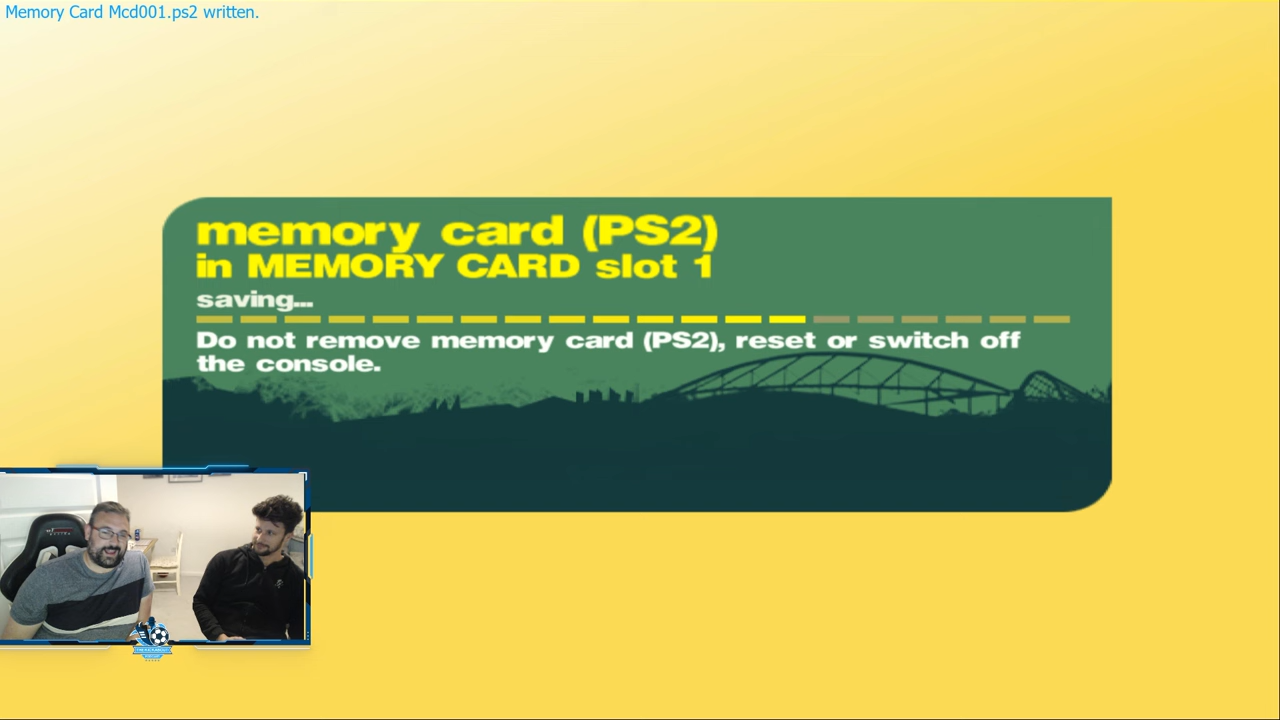 Memory Card Mcd001.ps2 written.
memory card (PS2)
in MEMORY CARD slot 1
saving...
Do not remove memory card (PS2), reset or switch off
the console.